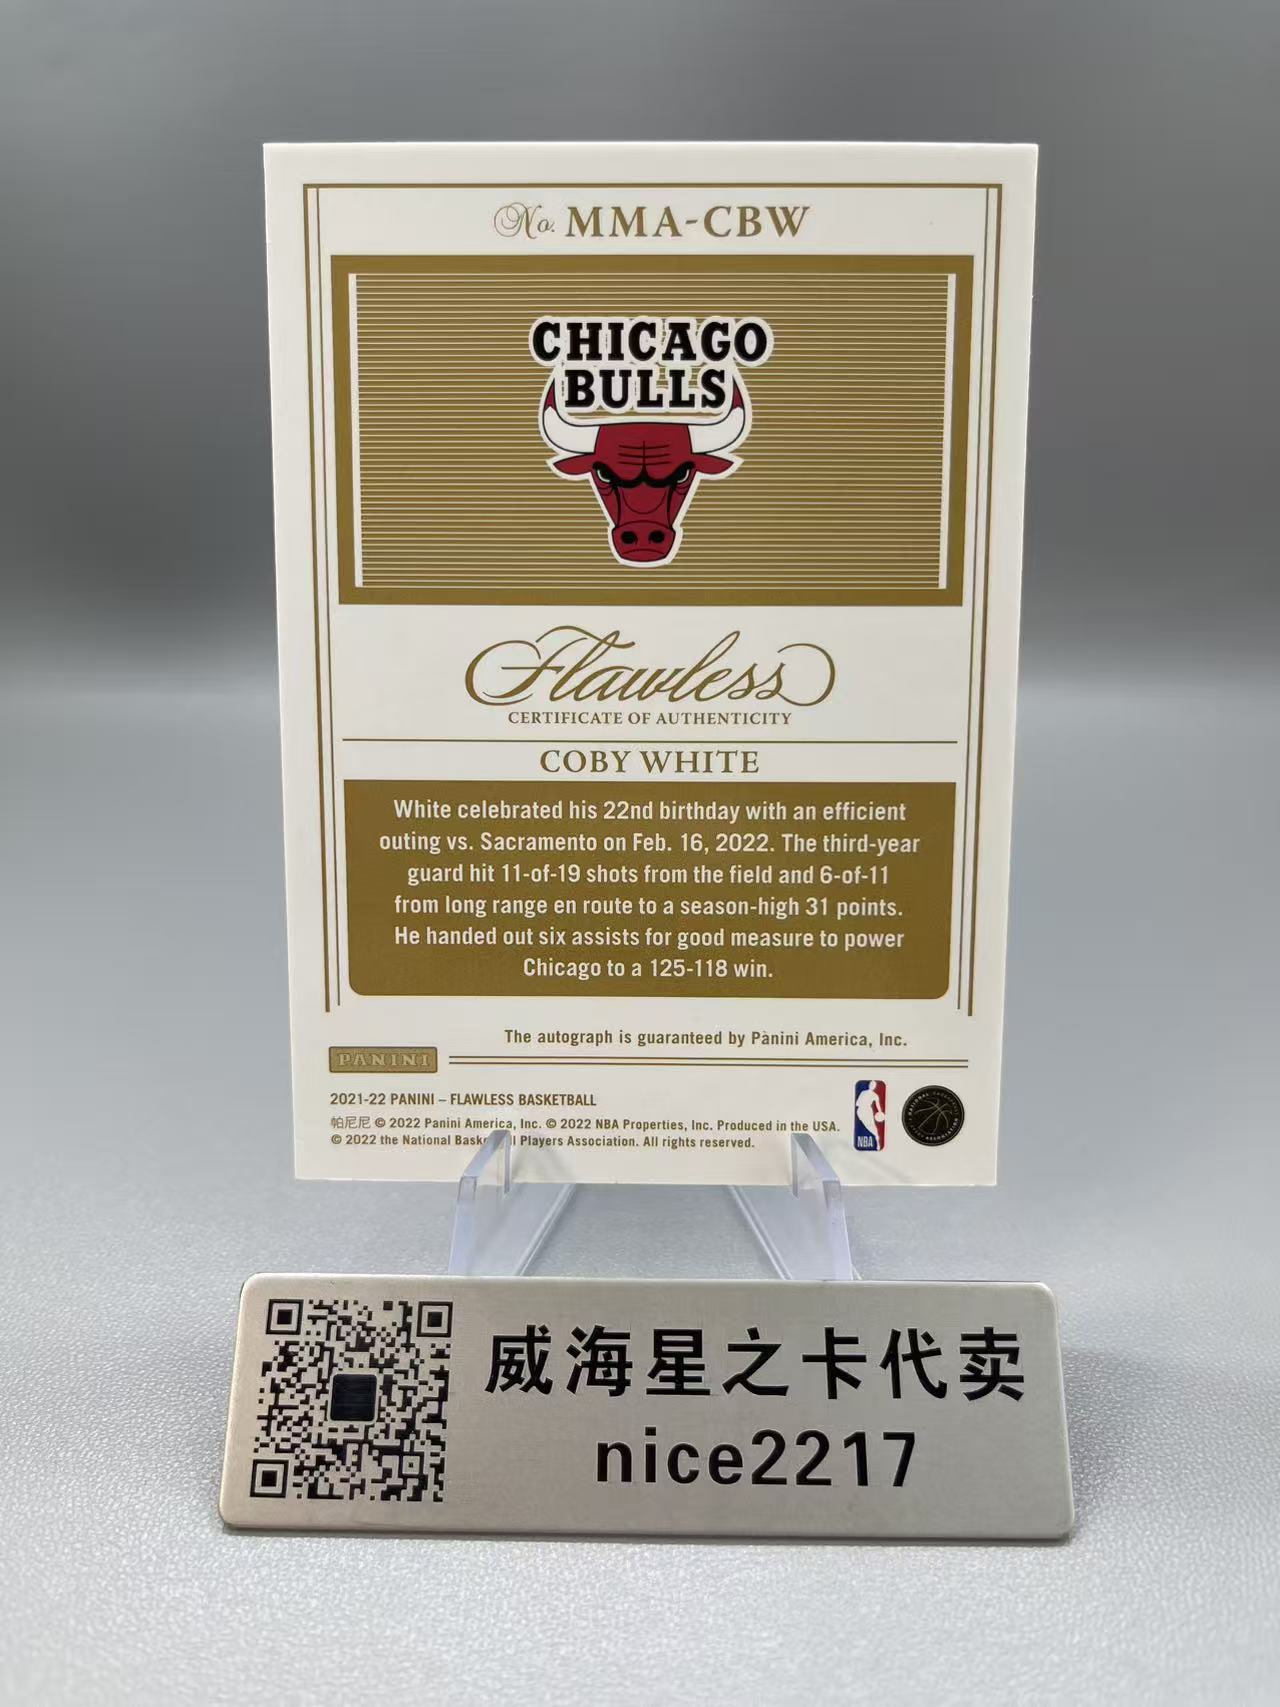 No. MMA-CBW
CHICAGO
BULLS
Flawless
CERTIFICATE OF AUTHENTICITY
COBY WHITE
White celebrated his 22nd birthday with an efficient
outing vs. Sacramento on Feb. 16, 2022. The third-year
guard hit 11-of-19 shots from the field and 6-of-11
from long range en route to a season-high 31 points.
He handed out six assists for good measure to power
Chicago to a 125-118 win.
The autograph is guaranteed by Panini America, Inc.
PANINI
2021-22 PANINI – FLAWLESS BASKETBALL
帕尼尼 © 2022 Panini America, Inc. © 2022 NBA Properties, Inc. Produced in the USA.
© 2022 the National Basketball Players Association. All rights reserved.
NBA
威海星之卡代卖
nice2217